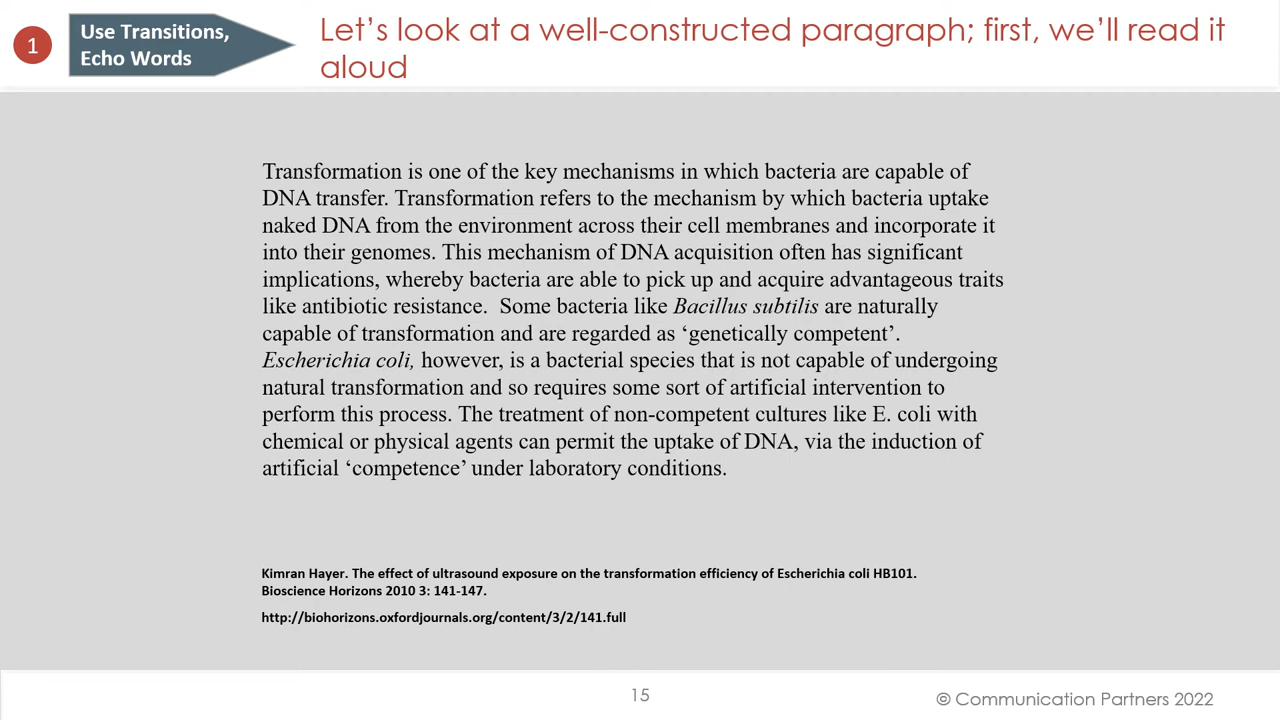 1
Use Transitions,
Echo Words
Let’s look at a well-constructed paragraph; first, we’ll read it
aloud
Transformation is one of the key mechanisms in which bacteria are capable of
DNA transfer. Transformation refers to the mechanism by which bacteria uptake
naked DNA from the environment across their cell membranes and incorporate it
into their genomes. This mechanism of DNA acquisition often has significant
implications, whereby bacteria are able to pick up and acquire advantageous traits
like antibiotic resistance.  Some bacteria like Bacillus subtilis are naturally
capable of transformation and are regarded as ‘genetically competent’.
Escherichia coli, however, is a bacterial species that is not capable of undergoing
natural transformation and so requires some sort of artificial intervention to
perform this process. The treatment of non-competent cultures like E. coli with
chemical or physical agents can permit the uptake of DNA, via the induction of
artificial ‘competence’ under laboratory conditions.
Kimran Hayer. The effect of ultrasound exposure on the transformation efficiency of Escherichia coli HB101.
Bioscience Horizons 2010 3: 141-147.
http://biohorizons.oxfordjournals.org/content/3/2/141.full
15
© Communication Partners 2022